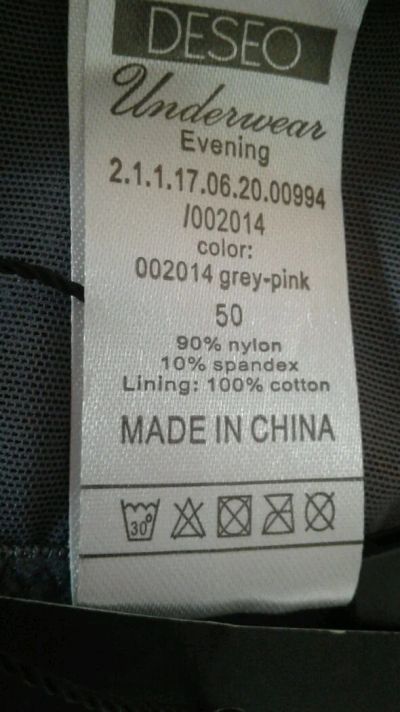 DESEO
Underwear
Evening
2.1.1.17.06.20.00994
/002014
color:
002014 grey-pink
50
90% nylon
10% spandex
Lining: 100% cotton
MADE IN CHINA
30°